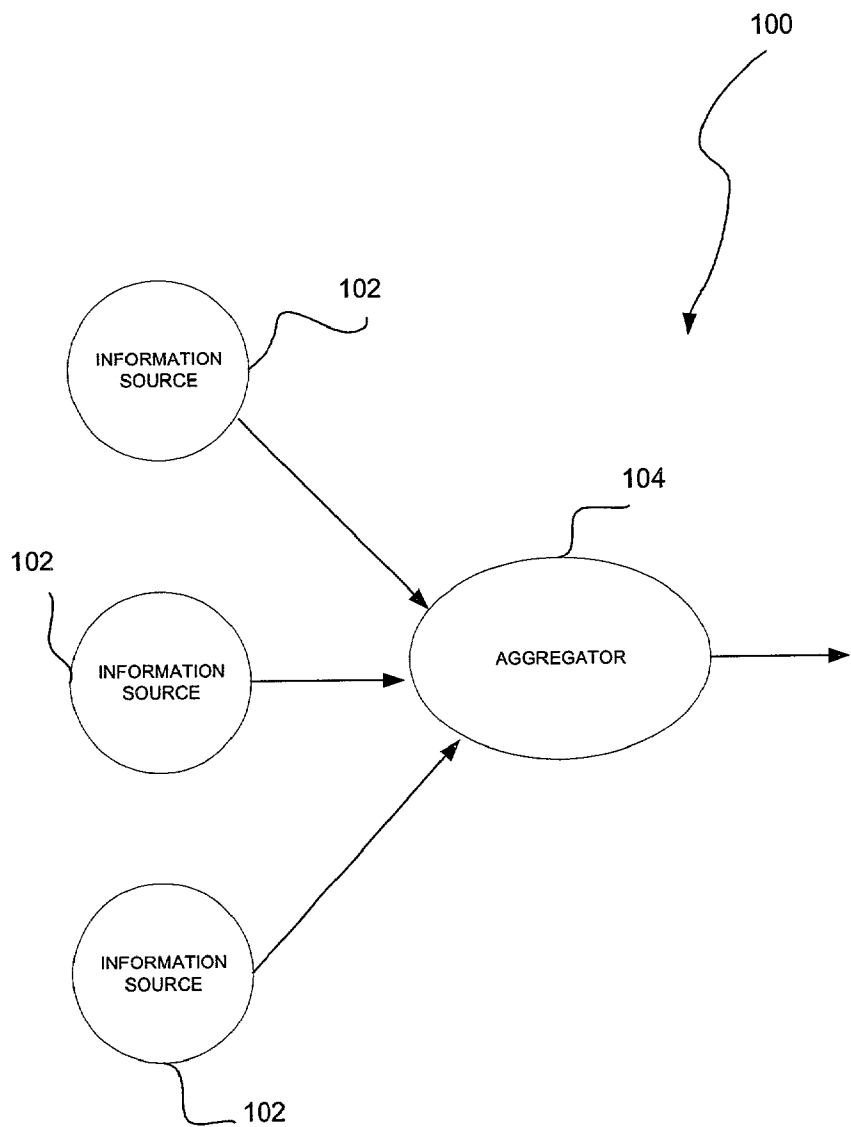 100
102
INFORMATION
SOURCE
104
102
INFORMATION
SOURCE
AGGREGATOR
INFORMATION
SOURCE
102